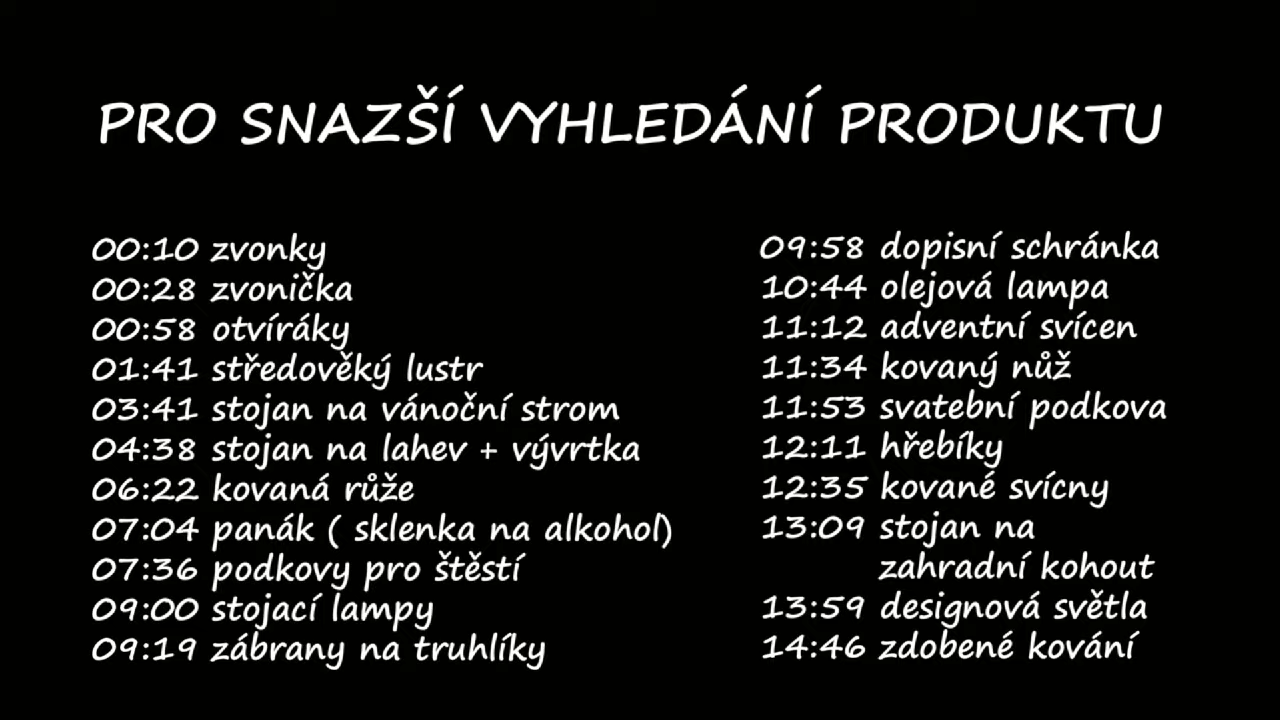 PRO SNAZŠÍ VYHLEDÁNÍ PRODUKTU
00:10 zvonky
00:28 zvonička
00:58 otvíráky
01:41 středověký lustr
03:41 stojan na vánoční strom
04:38 stojan na lahev + vývrtka
06:22 kovaná růže
07:04 panák ( sklenka na alkohol)
07:36 podkovy pro štěstí
09:00 stojací lampy
09:19 zábrany na truhlíky
09:58 dopisní schránka
10:44 olejová lampa
11:12 adventní svícen
11:34 kovaný nůž
11:53 svatební podkova
12:11 hřebíky
12:35 kované svícny
13:09 stojan na
zahradní kohout
13:59 designová světla
14:46 zdobené kování